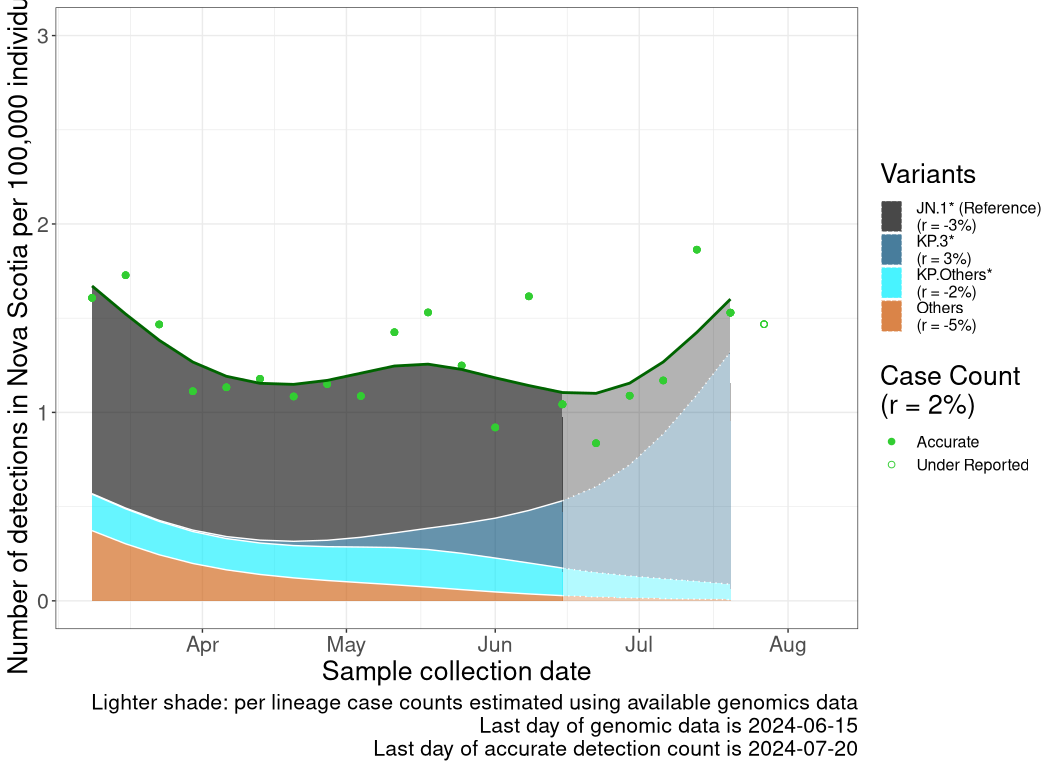 Number of detections in Nova Scotia per 100,000
3
2
1
0
Apr
May
Jun
Jul
Aug
Sample collection date
Variants
JN.1* (Reference)
(r = -3%)
KP.3*
(r = 3%)
KP.Others*
(r = -2%)
Others
(r = -5%)
Case Count
(r = 2%)
Accurate
Under Reported
Lighter shade: per lineage case counts estimated using available genomics data
Last day of genomic data is 2024-06-15
Last day of accurate detection count is 2024-07-20